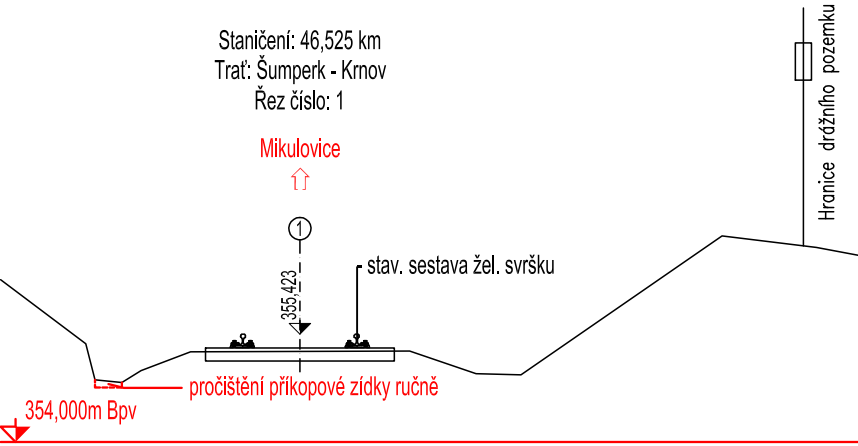 Staničení: 46,525 km
Trať: Šumperk - Krnov
Řez číslo: 1
Mikulovice
1
355,423
stav. sestava žel. svršku
Hranice drážního pozemku
pročištění příkopové zídky ručně
354,000m Bpv